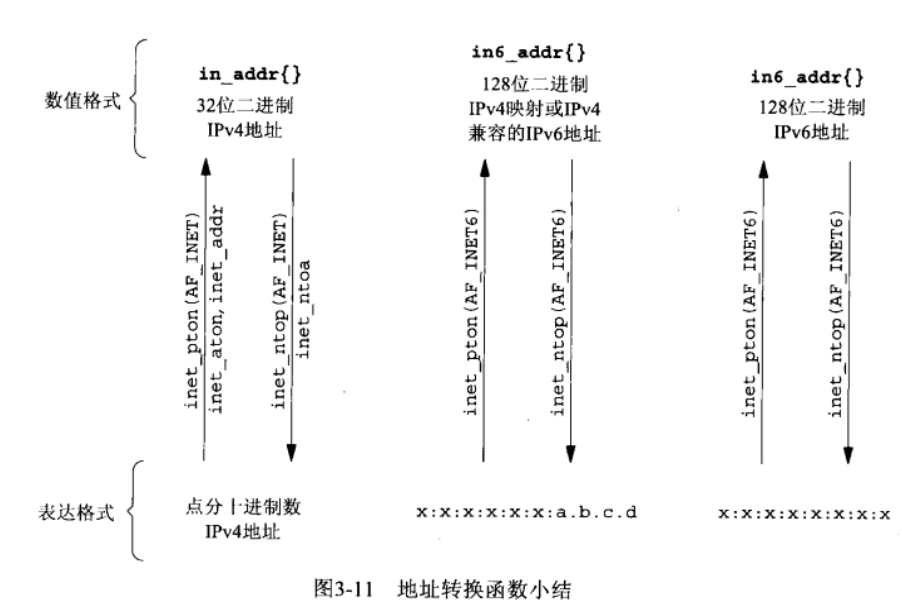 数值格式
in_addr{}
32位二进制
IPv4地址
in6_addr{}
128位二进制
IPv4映射或IPv4
兼容的IPv6地址
in6_addr{}
128位二进制
IPv6地址
inet_pton(AF_INET)
inet_aton,inet_addr
inet_ntop(AF_INET)
inet_ntoa
inet_pton(AF_INET6)
inet_ntop(AF_INET6)
inet_pton(AF_INET6)
inet_ntop(AF_INET6)
表达格式
点分十进制数
IPv4地址
x:x:x:x:x:x:a.b.c.d
x:x:x:x:x:x:x:x
图3-11 地址转换函数小结